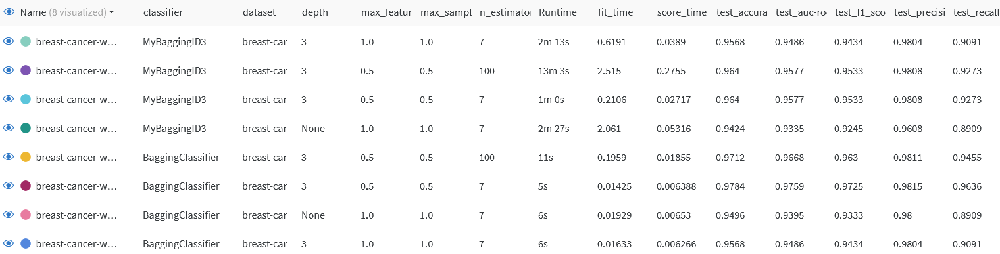 Name (8 visualized) classifier dataset depth max_featur max_sampl n_estimato Runtime fit_time score_time test_accura test_auc-ro test_f1_sco test_precisi test_recall
breast-cancer-w... MyBaggingID3 breast-car 3 1.0 1.0 7 2m 13s 0.6191 0.0389 0.9568 0.9486 0.9434 0.9804 0.9091
breast-cancer-w... MyBaggingID3 breast-car 3 0.5 0.5 100 13m 3s 2.515 0.2755 0.964 0.9577 0.9533 0.9808 0.9273
breast-cancer-w... MyBaggingID3 breast-car 3 0.5 0.5 7 1m 0s 0.2106 0.02717 0.964 0.9577 0.9533 0.9808 0.9273
breast-cancer-w... MyBaggingID3 breast-car None 1.0 1.0 7 2m 27s 2.061 0.05316 0.9424 0.9335 0.9245 0.9608 0.8909
breast-cancer-w... BaggingClassifier breast-car 3 0.5 0.5 100 11s 0.1959 0.01855 0.9712 0.9668 0.963 0.9811 0.9455
breast-cancer-w... BaggingClassifier breast-car 3 0.5 0.5 7 5s 0.01425 0.006388 0.9784 0.9759 0.9725 0.9815 0.9636
breast-cancer-w... BaggingClassifier breast-car None 1.0 1.0 7 6s 0.01929 0.00653 0.9496 0.9395 0.9333 0.98 0.8909
breast-cancer-w... BaggingClassifier breast-car 3 1.0 1.0 7 6s 0.01633 0.006266 0.9568 0.9486 0.9434 0.9804 0.9091